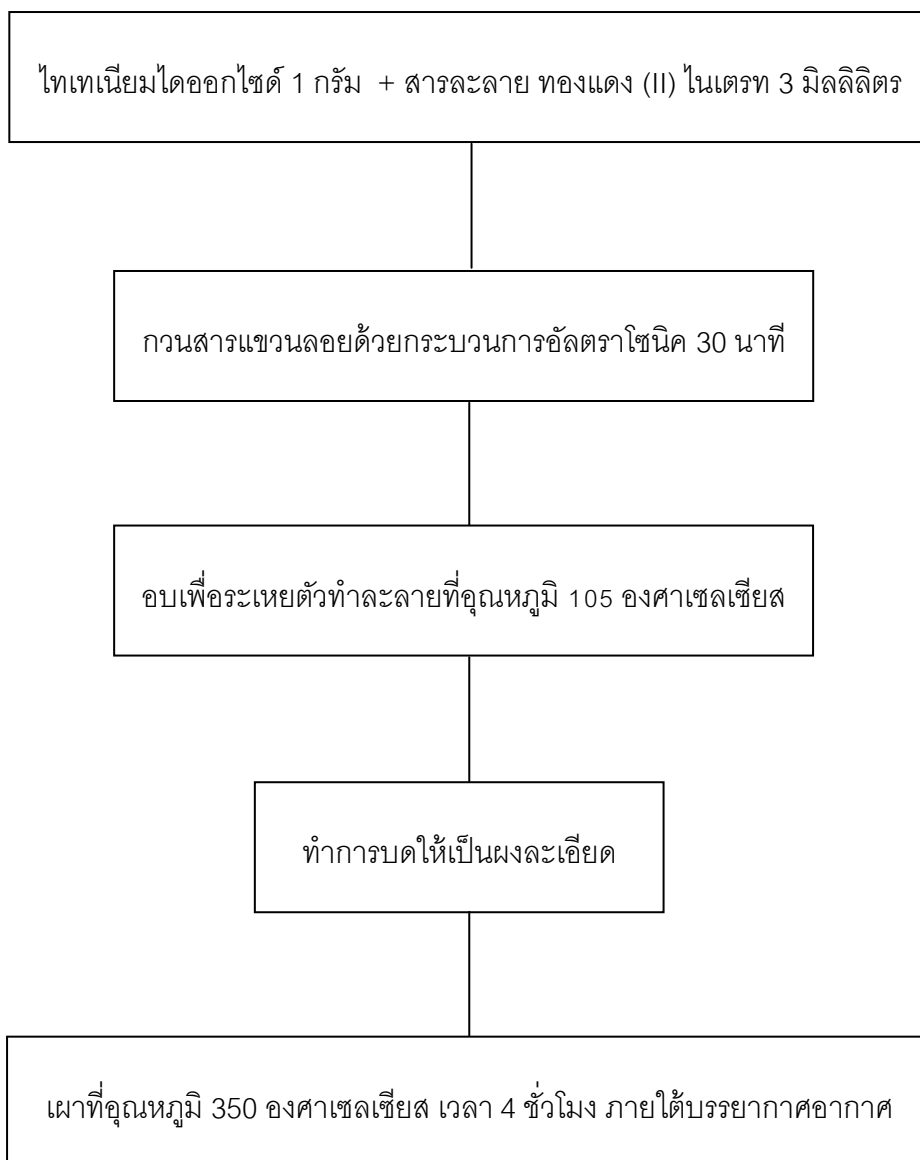 ไทเทเนียมไดออกไซด์ 1 กรัม + สารละลาย ทองแดง (II) ไนเตรท 3 มิลลิลิตร
กวนสารแขวนลอยด้วยกระบวนการอัลตราโซนิค 30 นาที
อบเพื่อระเหยตัวทำละลายที่อุณหภูมิ 105 องศาเซลเซียส
ทำการบดให้เป็นผงละเอียด
เผาที่อุณหภูมิ 350 องศาเซลเซียส เวลา 4 ชั่วโมง ภายใต้บรรยากาศอากาศ